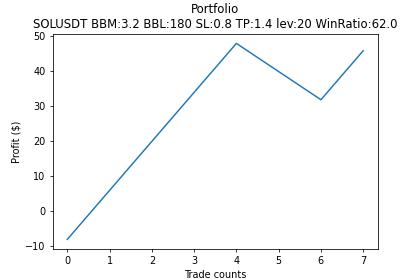 Portfolio
SOLUSDT BBM:3.2 BBL:180 SL:0.8 TP:1.4 lev:20 WinRatio:62.0
50
40
30
20
10
0
−10
Profit ($)
0 1 2 3 4 5 6 7
Trade counts